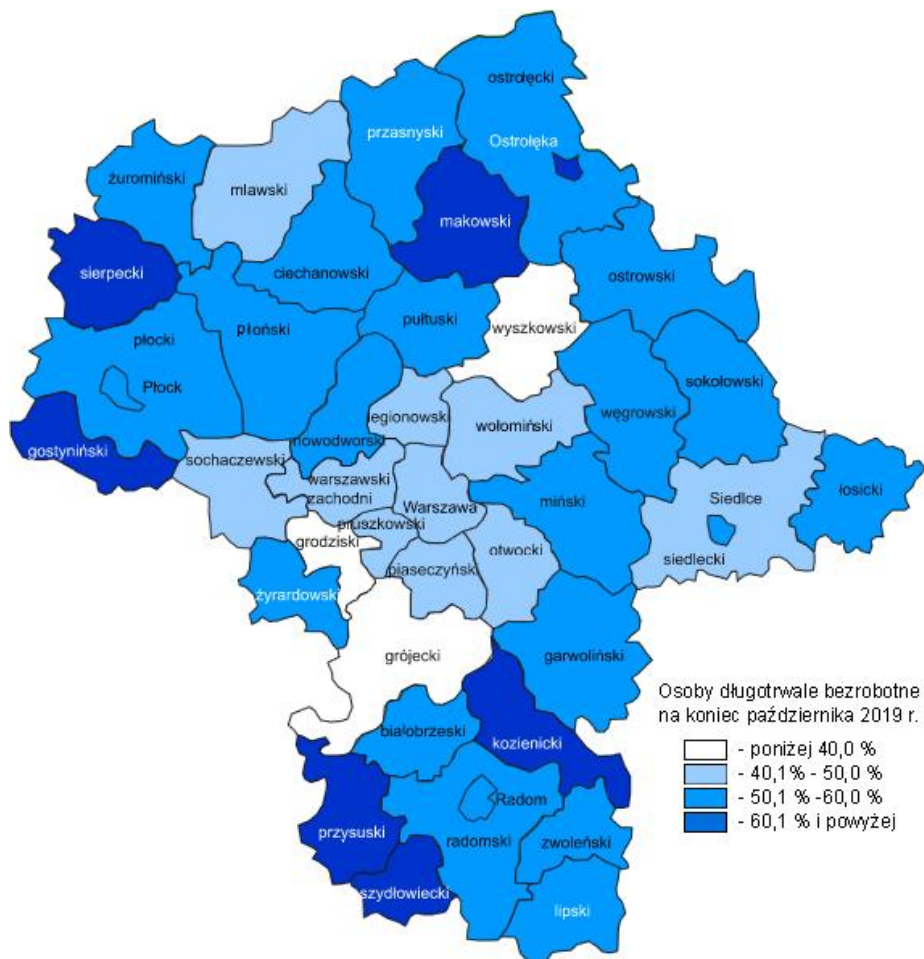 ostrołęcki
przasnyski
Ostrołęka
żuromiński
mlawski
makowski
sierpecki
ciechanowski
ostrowski
pułtuski
wyszkowski
płocki
płoński
Płock
sokołowski
legionowski
węgrowski
wołomiński
nowodworski
gostyniński
sochaczewski
warszawski
zachodni
Siedlce
łosicki
Warszawa
miński
pruszkowski
grodziski
otwocki
siedlecki
piaseczyński
żyrardowski
grójecki
garwoliński
Osoby długotrwale bezrobotne
na koniec października 2019 r.
białobrzeski
kozienicki
- poniżej 40,0 %
- 40,1% - 50,0 %
- 50,1 % -60,0 %
- 60,1 % i powyżej
Radom
przysuski
radomski
zwoleński
szydłowiecki
lipski